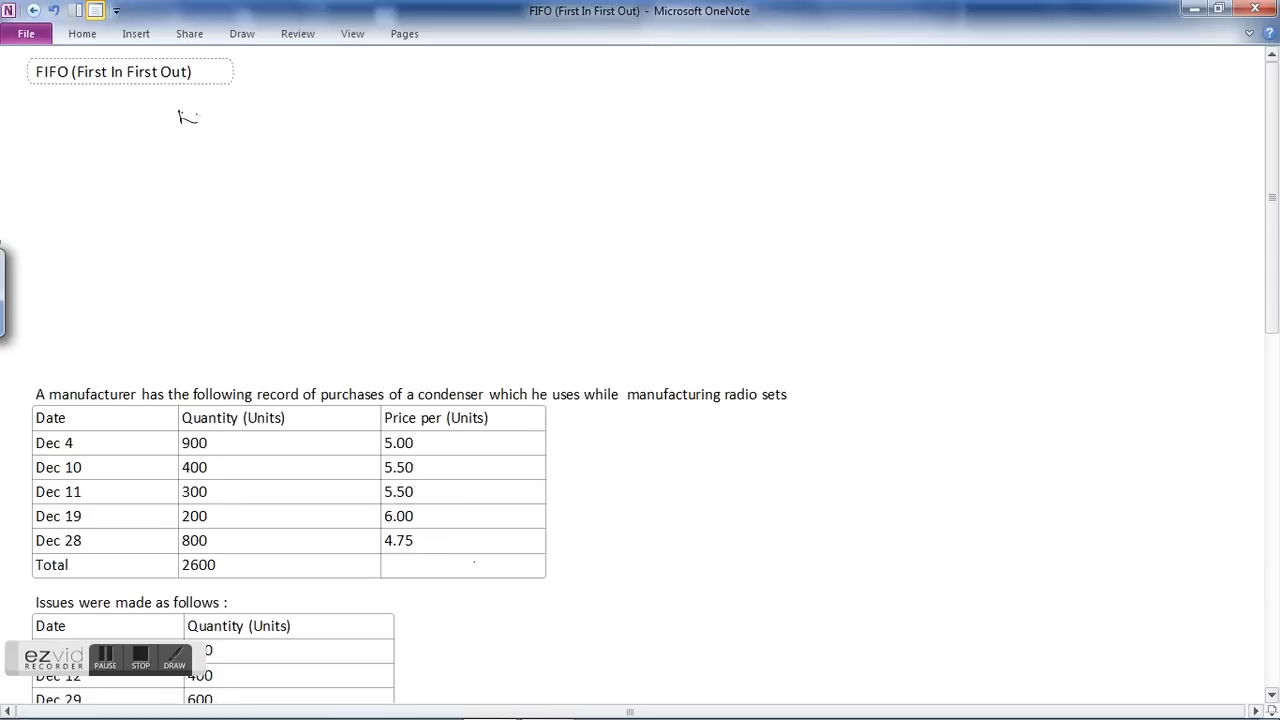 FIFO (First In First Out) - Microsoft OneNote
File Home Insert Share Draw Review View Pages
FIFO (First In First Out)
A manufacturer has the following record of purchases of a condenser which he uses while manufacturing radio sets
Date Quantity (Units) Price per (Units)
Dec 4 900 5.00
Dec 10 400 5.50
Dec 11 300 5.50
Dec 19 200 6.00
Dec 28 800 4.75
Total 2600
Issues were made as follows :
Date Quantity (Units)
ezvid
RECORDER
PAUSE STOP DRAW
Dec 12 400
Dec 29 600